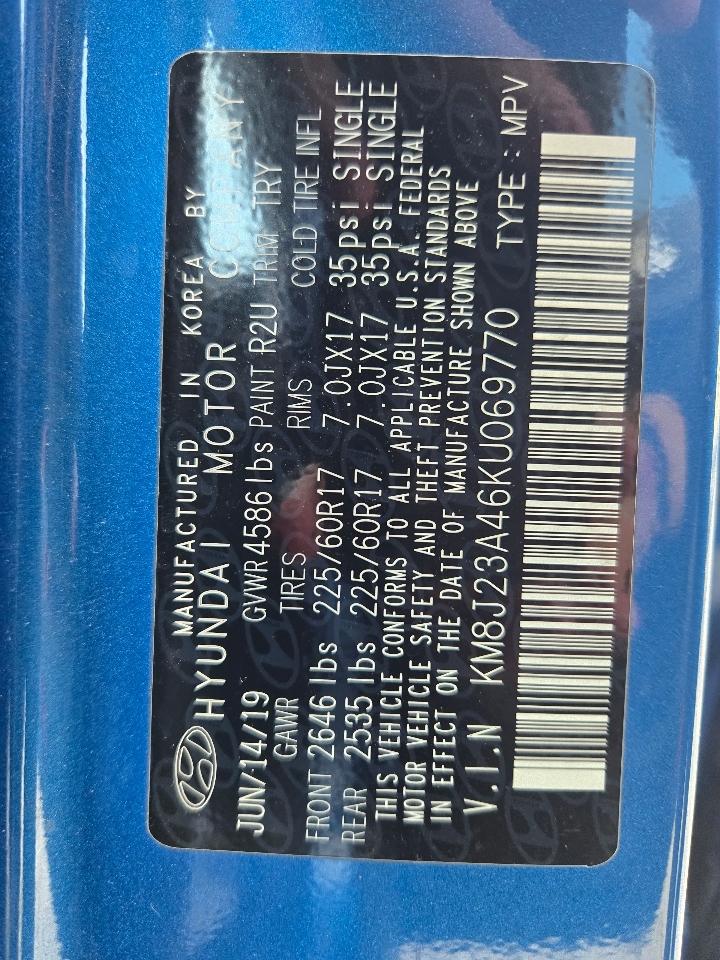 MANUFACTURED IN KOREA BY
HYUNDAI MOTOR COMPANY
JUN/14/19 GVWR4586lbs PAINT R2U TRIM TRY
GAWR TIRES RIMS COLD TIRE INFL
FRONT 2646 lbs 225/60R17 7.0JX17 35psi SINGLE
REAR 2535 lbs 225/60R17 7.0JX17 35psi SINGLE
THIS VEHICLE CONFORMS TO ALL APPLICABLE U.S.A. FEDERAL
MOTOR VEHICLE SAFETY AND THEFT PREVENTION STANDARDS
IN EFFECT ON THE DATE OF MANUFACTURE SHOWN ABOVE
V.I.N KM8J23A46KU069770 TYPE : MPV